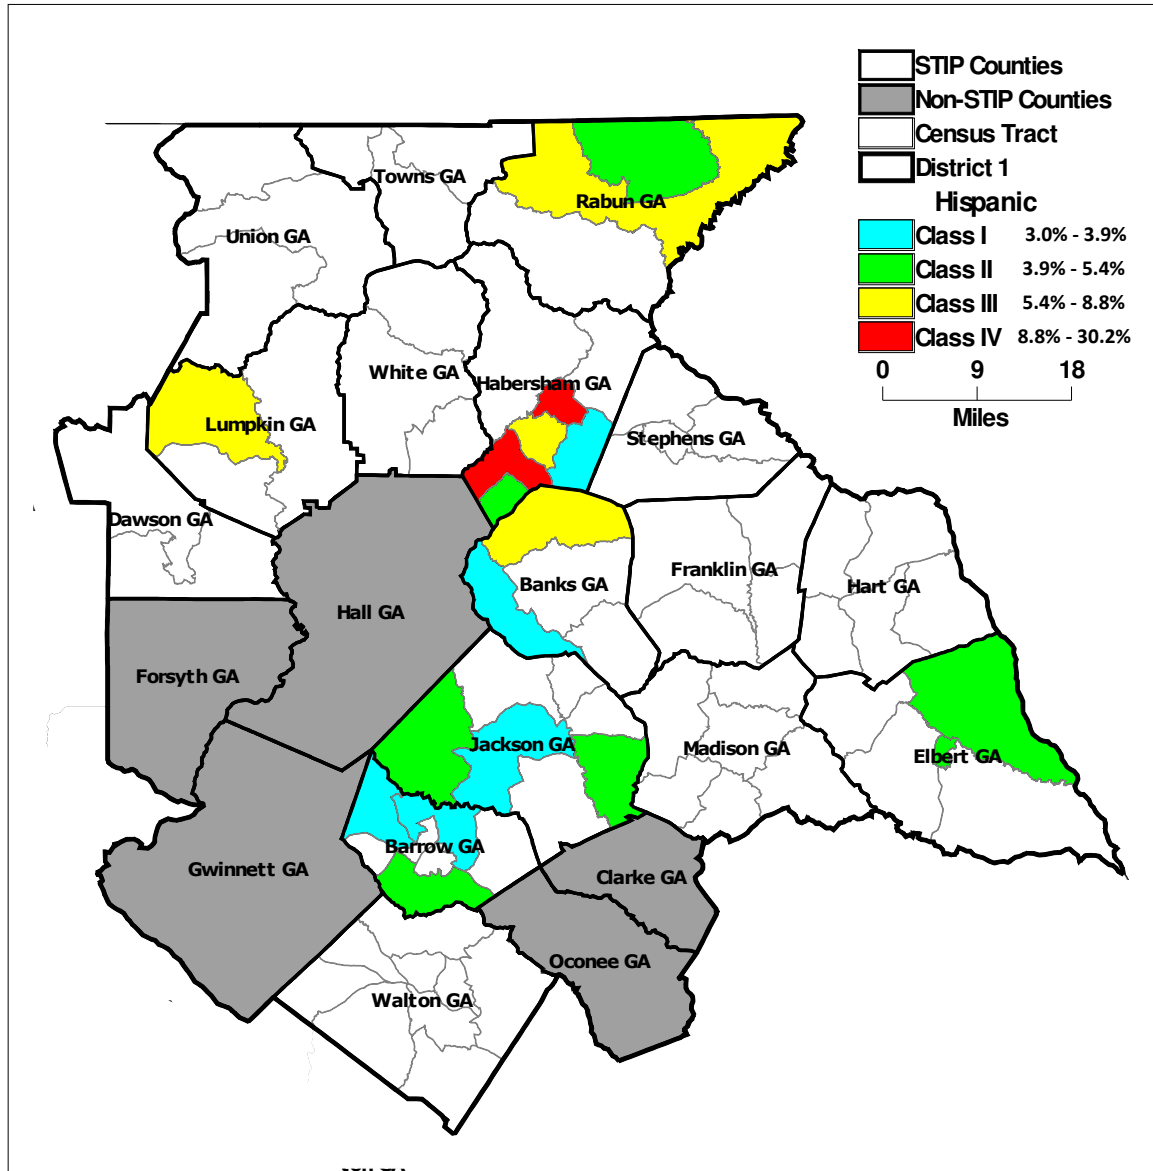 STIP Counties
Non-STIP Counties
Census Tract
District 1
Hispanic
Class I 3.0% - 3.9%
Class II 3.9% - 5.4%
Class III 5.4% - 8.8%
Class IV 8.8% - 30.2%
0 9 18
Miles
Towns GA
Rabun GA
Union GA
White GA
Habersham GA
Lumpkin GA
Stephens GA
Dawson GA
Franklin GA
Banks GA
Hart GA
Hall GA
Forsyth GA
Jackson GA
Madison GA
Elbert GA
Barrow GA
Gwinnett GA
Clarke GA
Oconee GA
Walton GA